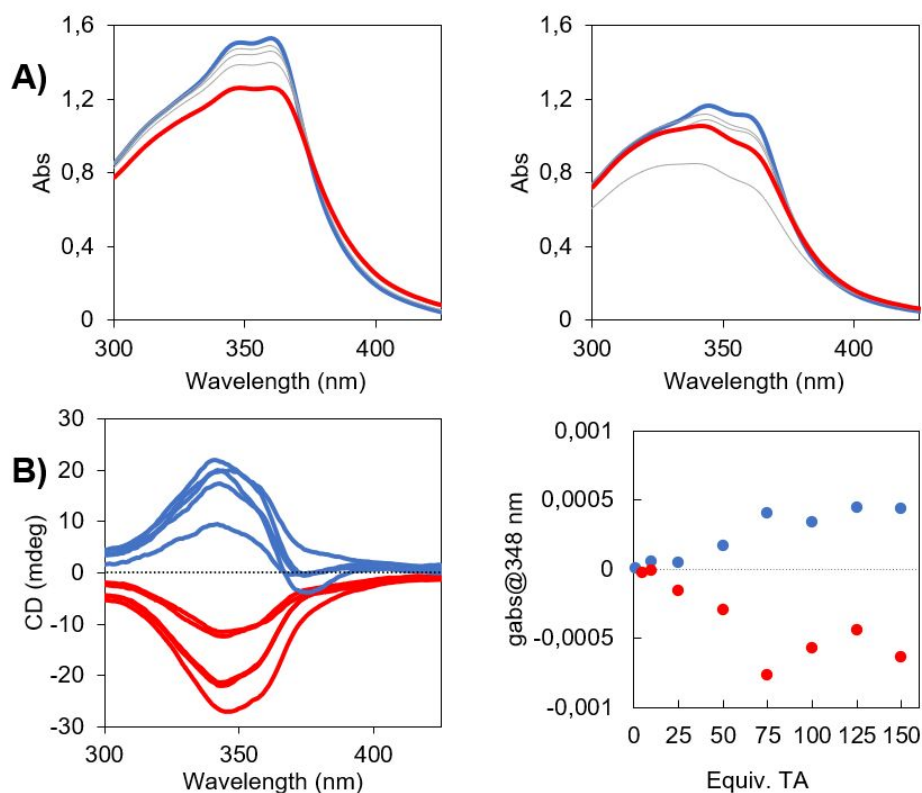 A)
1,6
1,2
0,8
0,4
0
Abs
300
350
400
Wavelength (nm)
1,6
1,2
0,8
0,4
0
Abs
300
350
400
Wavelength (nm)
B)
30
20
10
0
-10
-20
-30
CD (mdeg)
300
350
400
Wavelength (nm)
0,001
0,0005
0
-0,0005
-0,001
gabs@348 nm
0 25 50 75 100 125 150
Equiv. TA